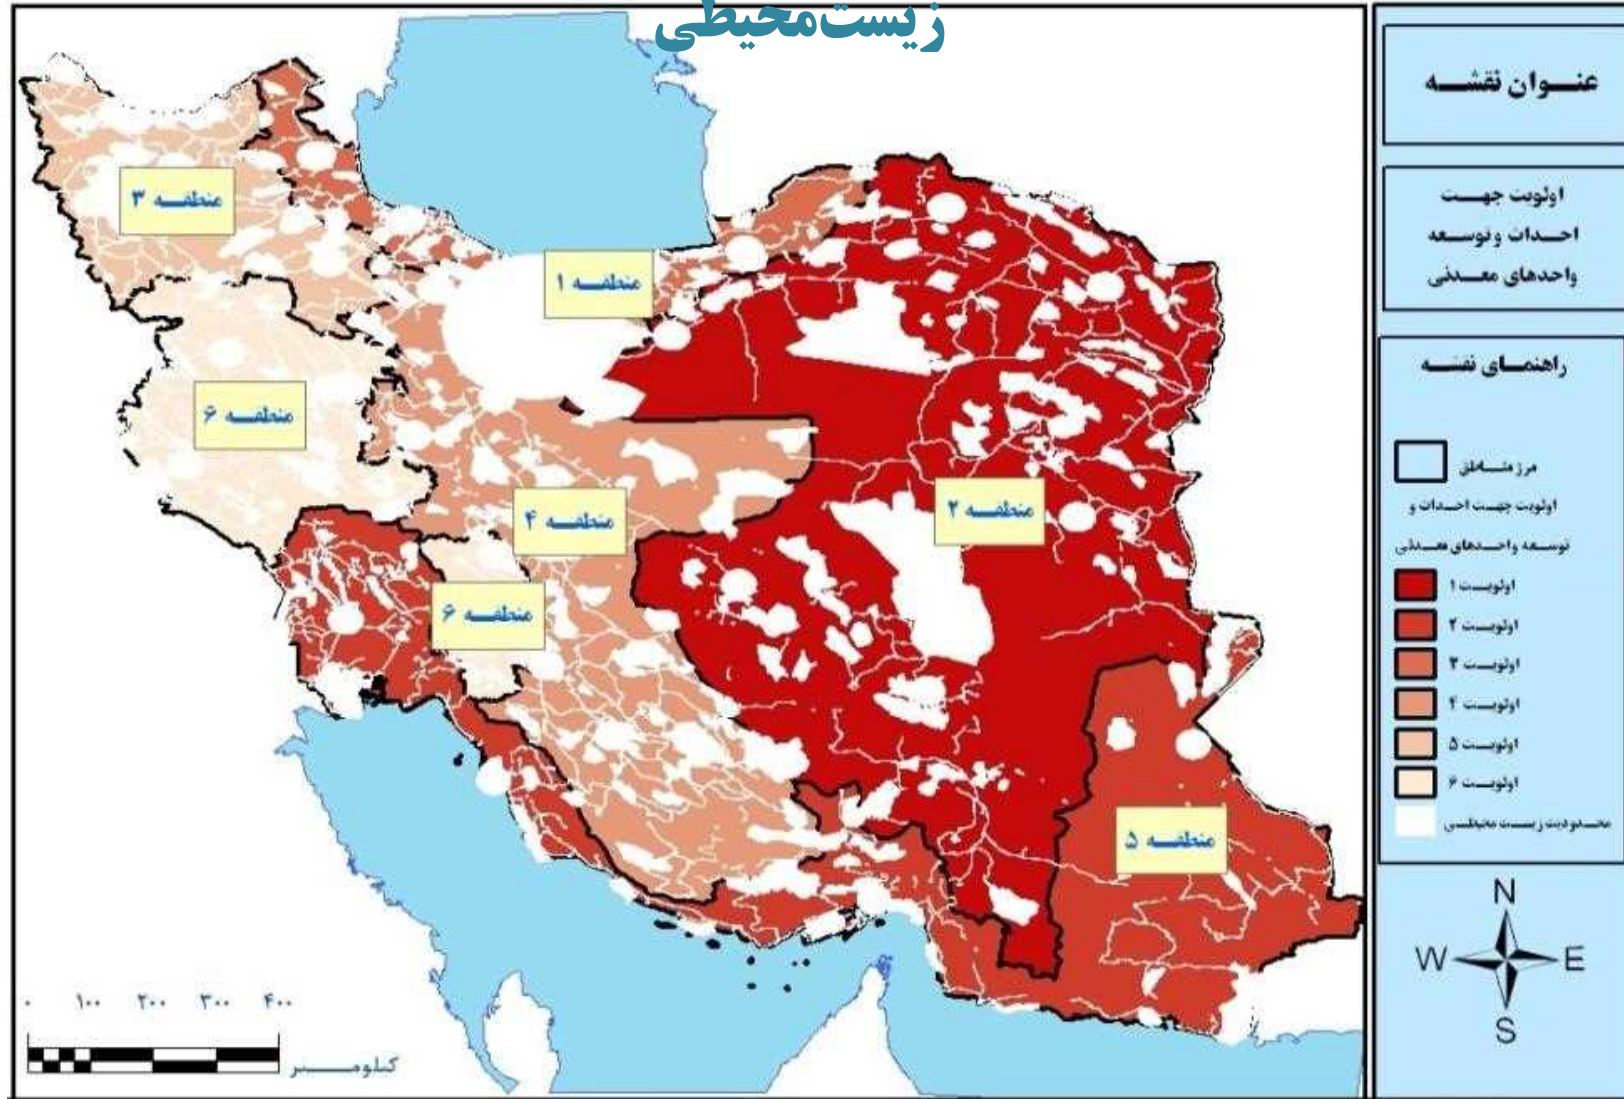 زیست‌محیطی
عنوان نقشه
اولویت جهت
احداث و توسعه
واحدهای معدنی
راهنمای نقشه
مرز مناطق
اولویت جهت احداث و
توسعه واحدهای معدنی
اولویت ۱
اولویت ۲
اولویت ۳
اولویت ۴
اولویت ۵
اولویت ۶
محدودیت زیست محیطی
N
W E
S
منطقه ۳
منطقه ۱
منطقه ۶
منطقه ۴
منطقه ۲
منطقه ۶
منطقه ۵
۰ ۱۰۰ ۲۰۰ ۳۰۰ ۴۰۰
کیلومتر